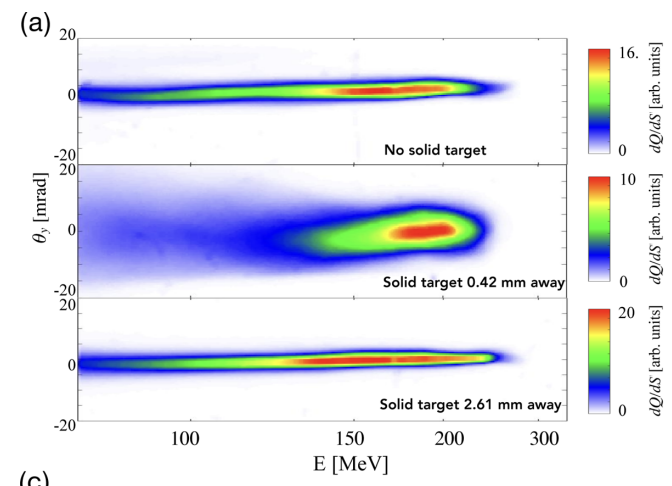 (a)
20
0
-20
No solid target
16.
0
dQ/dS [arb. units]
20
0
-20
θy [mrad]
Solid target 0.42 mm away
10
0
dQ/dS [arb. units]
20
0
-20
Solid target 2.61 mm away
20
0
dQ/dS [arb. units]
100
150
200
300
E [MeV]
(c)